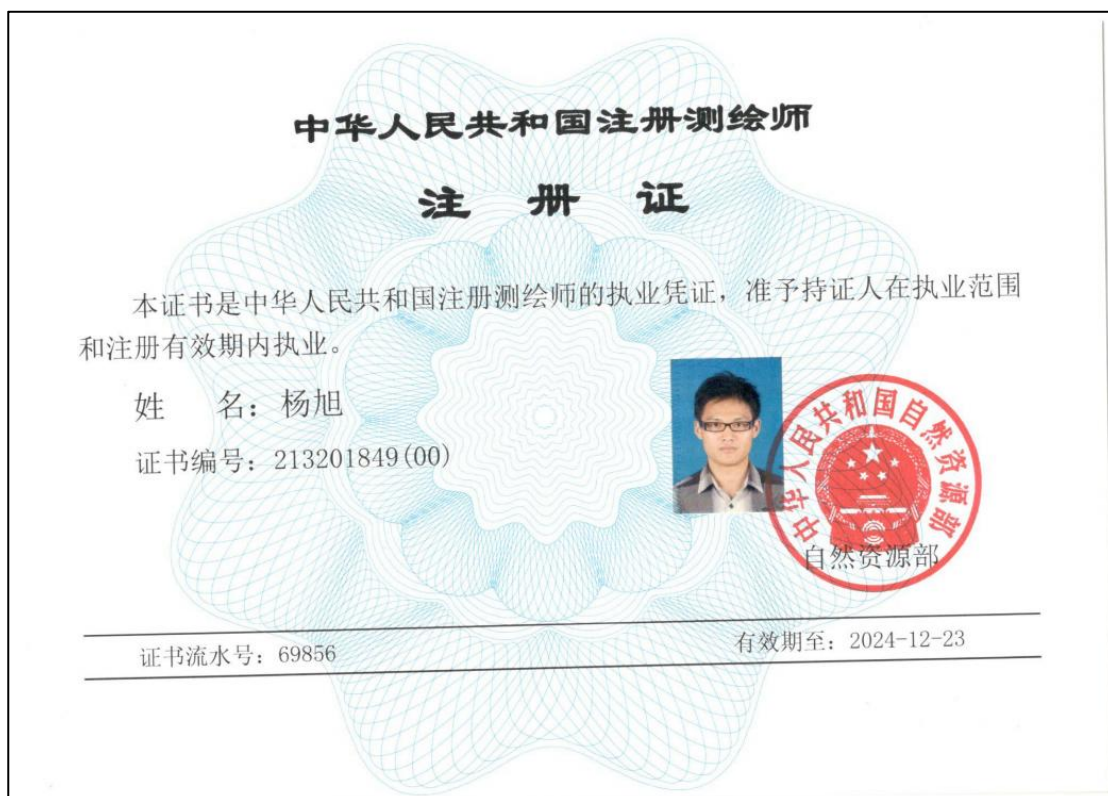 中华人民共和国注册测绘师
注 册 证
本证书是中华人民共和国注册测绘师的执业凭证，准予持证人在执业范围
和注册有效期内执业。
姓 名：杨旭
证书编号：213201849(00)
中华人民共和国自然资源部
自然资源部
证书流水号：69856
有效期至：2024-12-23